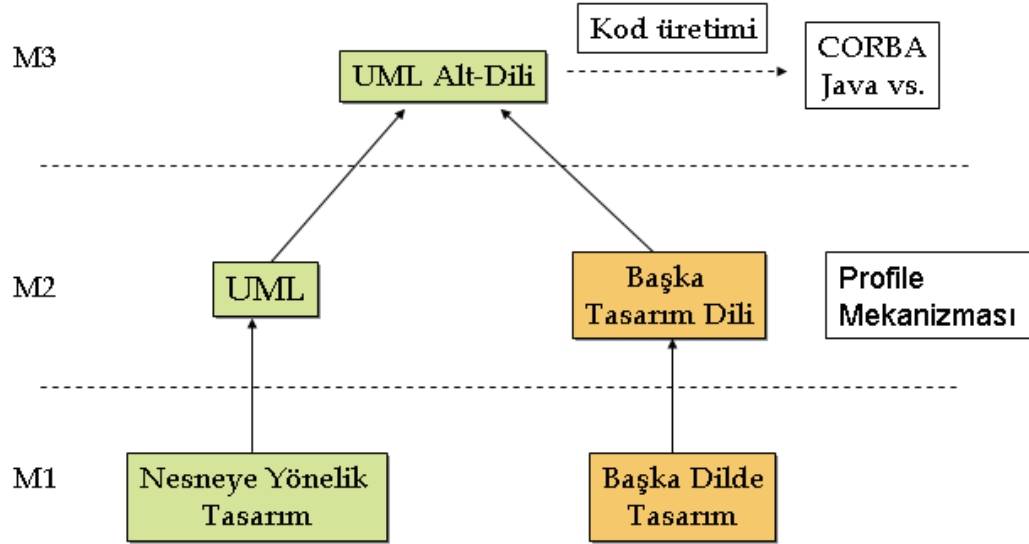 M3
UML Alt-Dili
Kod üretimi
CORBA
Java vs.
M2
UML
Başka
Tasarım Dili
Profile
Mekanizması
M1
Nesneye Yönelik
Tasarım
Başka Dilde
Tasarım